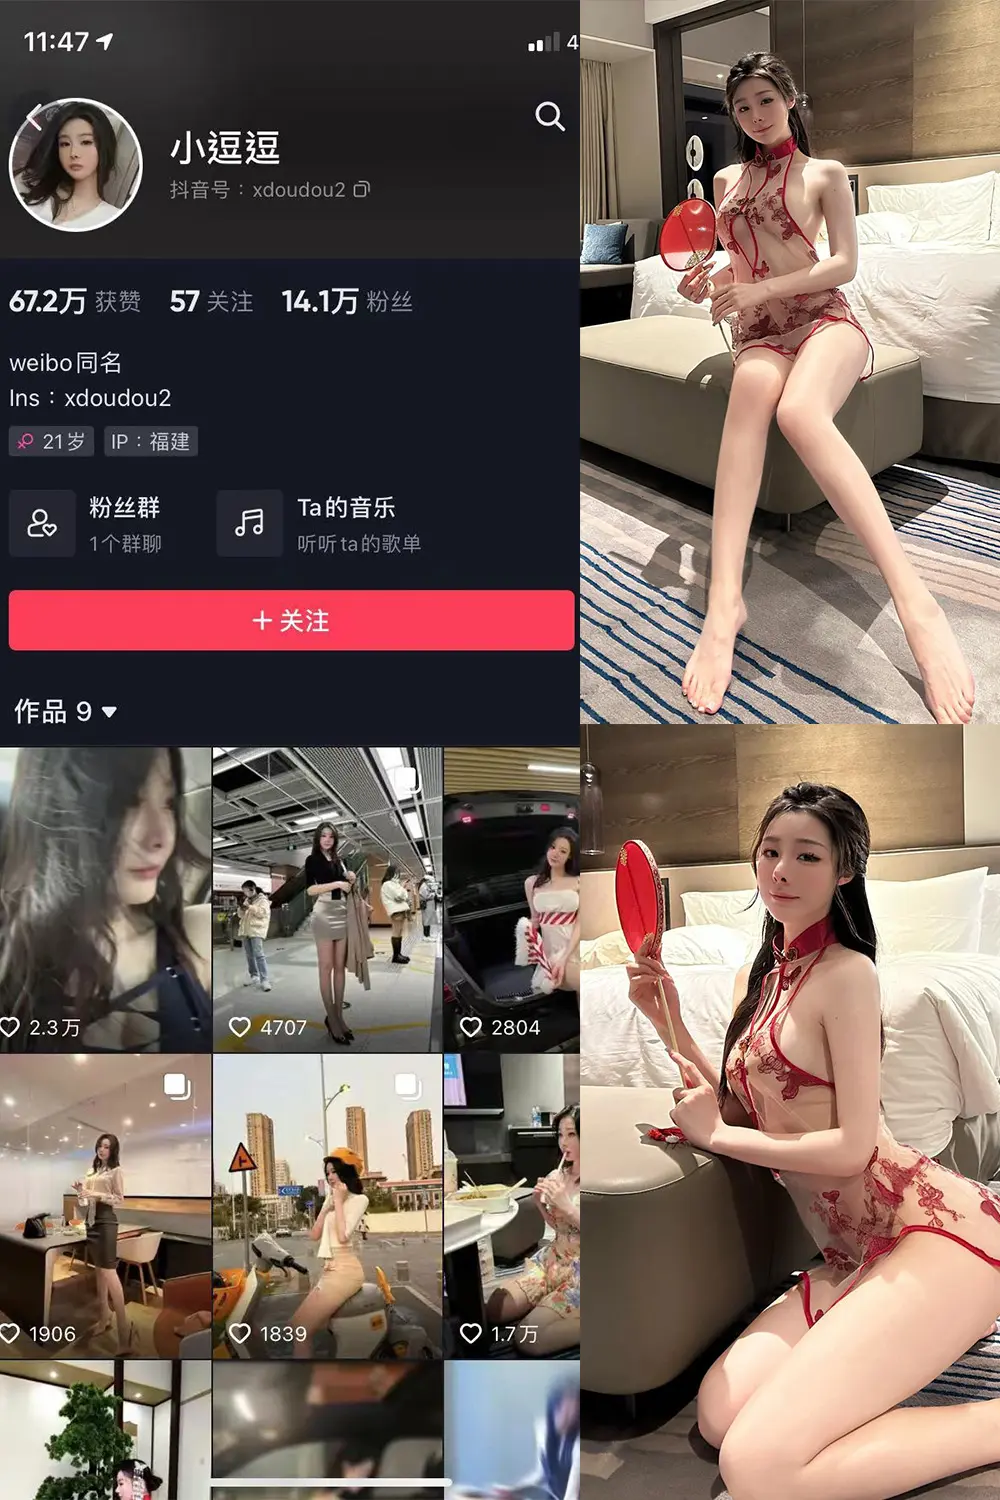 11:47
4
小逗逗
抖音号：xdoudou2
67.2万 获赞 57 关注 14.1万 粉丝
weibo同名
Ins：xdoudou2
21岁 IP：福建
粉丝群
1个群聊
Ta的音乐
听听ta的歌单
+ 关注
作品 9
2.3万
4707
2804
1906
1839
1.7万